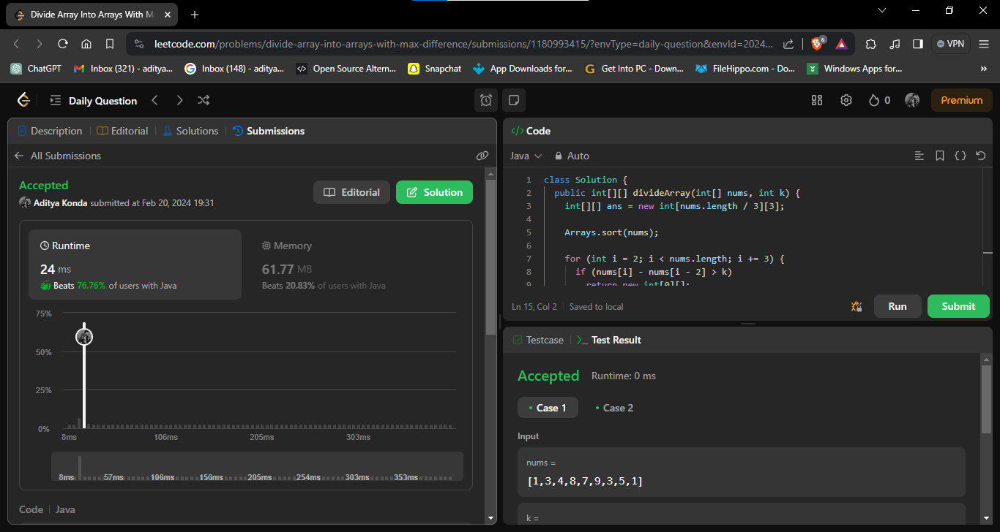 Divide Array Into Arrays With M
leetcode.com/problems/divide-array-into-arrays-with-max-difference/submissions/1180993415/?envType=daily-question&envId=2024... 6 VPN
ChatGPT Inbox (321) - aditya... Inbox (148) - aditya... Open Source Altern... Snapchat App Downloads for... Get Into PC - Down... FileHippo.com - Do... Windows Apps for... »
Daily Question 0 Premium
Description Editorial Solutions Submissions
All Submissions
Accepted
Aditya Konda submitted at Feb 20, 2024 19:31
Editorial
Solution
Runtime
24 ms
Beats 76.76% of users with Java
Memory
61.77 MB
Beats 20.83% of users with Java
75%
50%
25%
0%
8ms 106ms 205ms 303ms
8ms 57ms 106ms 156ms 205ms 254ms 303ms 353ms
Code Java
</> Code
Java Auto
1 class Solution {
2 public int[][] divideArray(int[] nums, int k) {
3 int[][] ans = new int[nums.length / 3][3];
4
5 Arrays.sort(nums);
6
7 for (int i = 2; i < nums.length; i += 3) {
8 if (nums[i] - nums[i - 2] > k)
9 return new int[0][];
Ln 15, Col 2 Saved to local
Run Submit
Testcase Test Result
Accepted Runtime: 0 ms
Case 1 Case 2
Input
nums =
[1,3,4,8,7,9,3,5,1]
k =